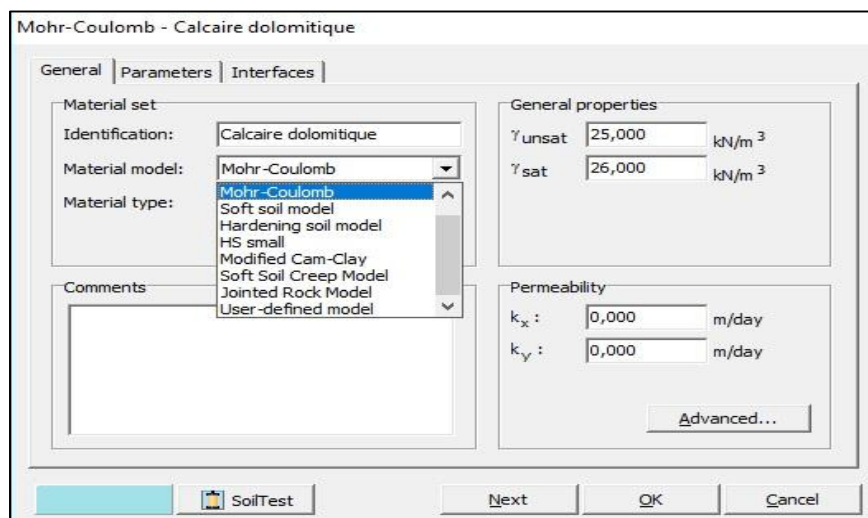 Mohr-Coulomb - Calcaire dolomitique
General Parameters Interfaces
Material set
Identification: Calcaire dolomitique
Material model: Mohr-Coulomb
Mohr-Coulomb
Soft soil model
Hardening soil model
HS small
Modified Cam-Clay
Soft Soil Creep Model
Jointed Rock Model
User-defined model
Material type:
General properties
γunsat 25,000 kN/m 3
γsat 26,000 kN/m 3
Comments
Permeability
kx : 0,000 m/day
ky : 0,000 m/day
Advanced...
SoilTest Next OK Cancel